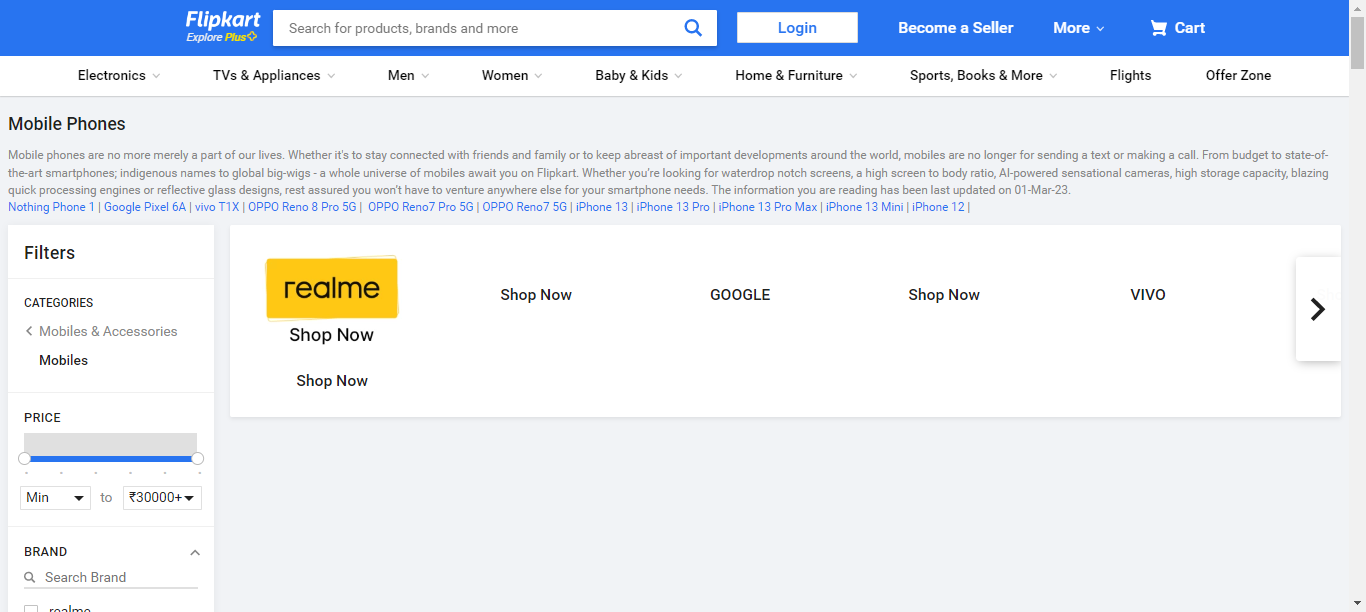 Flipkart
Explore Plus
Search for products, brands and more
Login
Become a Seller
More
Cart
Electronics
TVs & Appliances
Men
Women
Baby & Kids
Home & Furniture
Sports, Books & More
Flights
Offer Zone
Mobile Phones
Mobile phones are no more merely a part of our lives. Whether it's to stay connected with friends and family or to keep abreast of important developments around the world, mobiles are no longer for sending a text or making a call. From budget to state-of-
the-art smartphones; indigenous names to global big-wigs - a whole universe of mobiles await you on Flipkart. Whether you're looking for waterdrop notch screens, a high screen to body ratio, AI-powered sensational cameras, high storage capacity, blazing
quick processing engines or reflective glass designs, rest assured you won't have to venture anywhere else for your smartphone needs. The information you are reading has been last updated on 01-Mar-23.
Nothing Phone 1 | Google Pixel 6A | vivo T1X | OPPO Reno 8 Pro 5G | OPPO Reno7 Pro 5G | OPPO Reno7 5G | iPhone 13 | iPhone 13 Pro | iPhone 13 Pro Max | iPhone 13 Mini | iPhone 12 |
Filters
CATEGORIES
Mobiles & Accessories
Mobiles
PRICE
Min
to
₹30000+
BRAND
Search Brand
realme
realme
Shop Now
Shop Now
Shop Now
GOOGLE
Shop Now
VIVO